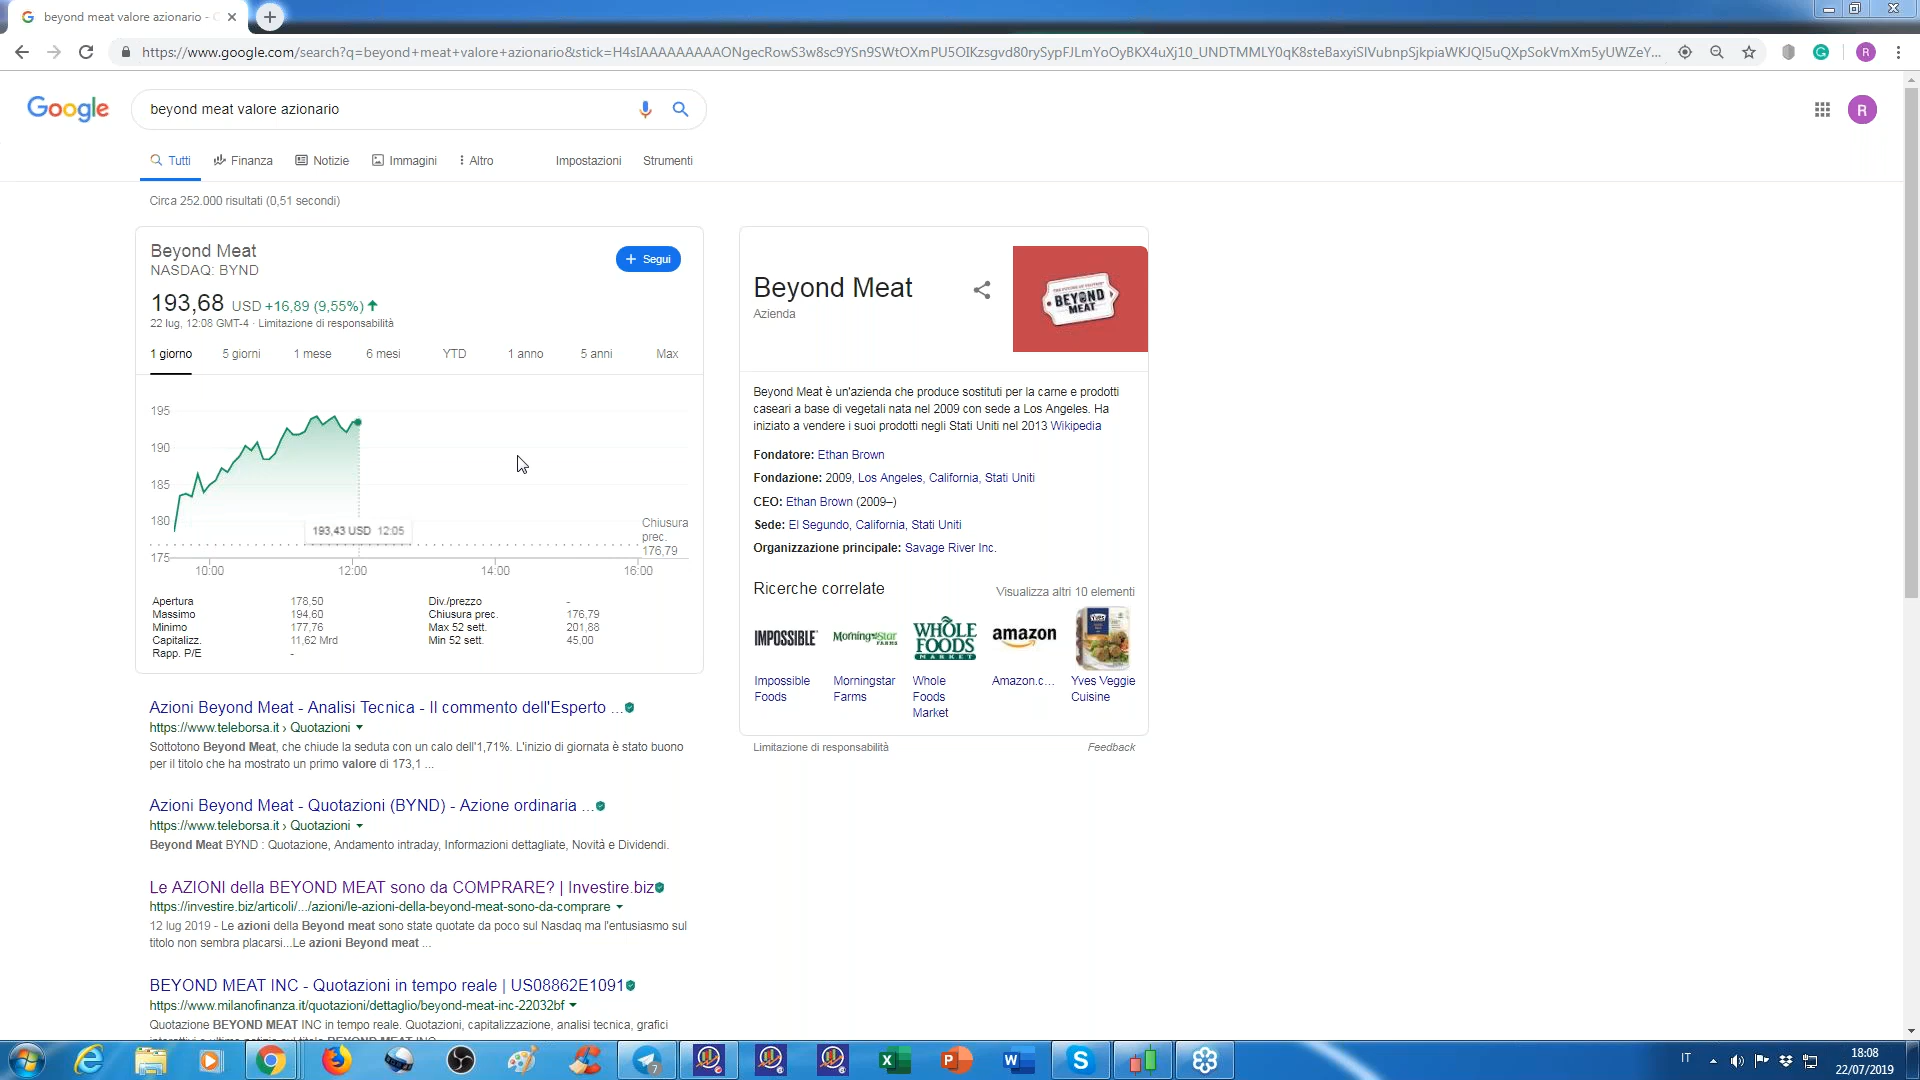 beyond meat valore azionario - G
https://www.google.com/search?q=beyond+meat+valore+azionario&stick=H4sIAAAAAAAAAONgecRowS3w8sc9YSn9SWtOXmPU5OIKzsgvd80rySypFJLmYoOyBKX4uXj10_UNDTMMLY0qK8steBaxyiSlVubnpSjkpiaWKJQl5uQXpSokVmXm5yUWZeY...
R
Google
beyond meat valore azionario
R
Tutti Finanza Notizie Immagini Altro Impostazioni Strumenti
Circa 252.000 risultati (0,51 secondi)
Beyond Meat
NASDAQ: BYND
Segui
193,68 USD +16,89 (9,55%)
22 lug, 12:08 GMT-4 · Limitazione di responsabilità
1 giorno 5 giorni 1 mese 6 mesi YTD 1 anno 5 anni Max
195
190
185
180
175
193,43 USD 12:05
Chiusura
prec.
176,79
10:00 12:00 14:00 16:00
Apertura 178,50 Div./prezzo -
Massimo 194,60 Chiusura prec. 176,79
Minimo 177,76 Max 52 sett. 201,88
Capitalizz. 11,62 Mrd Min 52 sett. 45,00
Rapp. P/E -
Azioni Beyond Meat - Analisi Tecnica - Il commento dell'Esperto ...
https://www.teleborsa.it › Quotazioni
Sottotono Beyond Meat, che chiude la seduta con un calo dell'1,71%. L'inizio di giornata è stato buono
per il titolo che ha mostrato un primo valore di 173,1 ...
Azioni Beyond Meat - Quotazioni (BYND) - Azione ordinaria ...
https://www.teleborsa.it › Quotazioni
Beyond Meat BYND : Quotazione, Andamento intraday, Informazioni dettagliate, Novità e Dividendi.
Le AZIONI della BEYOND MEAT sono da COMPRARE? | Investire.biz
https://investire.biz/articoli/.../azioni/le-azioni-della-beyond-meat-sono-da-comprare
12 lug 2019 - Le azioni della Beyond meat sono state quotate da poco sul Nasdaq ma l'entusiasmo sul
titolo non sembra placarsi...Le azioni Beyond meat ...
BEYOND MEAT INC - Quotazioni in tempo reale | US08862E1091
https://www.milanofinanza.it/quotazioni/dettaglio/beyond-meat-inc-22032bf
Quotazione BEYOND MEAT INC in tempo reale. Quotazioni, capitalizzazione, analisi tecnica, grafici
Beyond Meat
Azienda
BEYOND
MEAT
Beyond Meat è un'azienda che produce sostituti per la carne e prodotti
caseari a base di vegetali nata nel 2009 con sede a Los Angeles. Ha
iniziato a vendere i suoi prodotti negli Stati Uniti nel 2013 Wikipedia
Fondatore: Ethan Brown
Fondazione: 2009, Los Angeles, California, Stati Uniti
CEO: Ethan Brown (2009–)
Sede: El Segundo, California, Stati Uniti
Organizzazione principale: Savage River Inc.
Ricerche correlate
Visualizza altri 10 elementi
IMPOSSIBLE
MorningStar
FARMS
WHOLE
FOODS
MARKET
amazon
Impossible
Foods
Morningstar
Farms
Whole
Foods
Market
Amazon.c...
Yves Veggie
Cuisine
Limitazione di responsabilità
Feedback
7
IT
18:08
22/07/2019